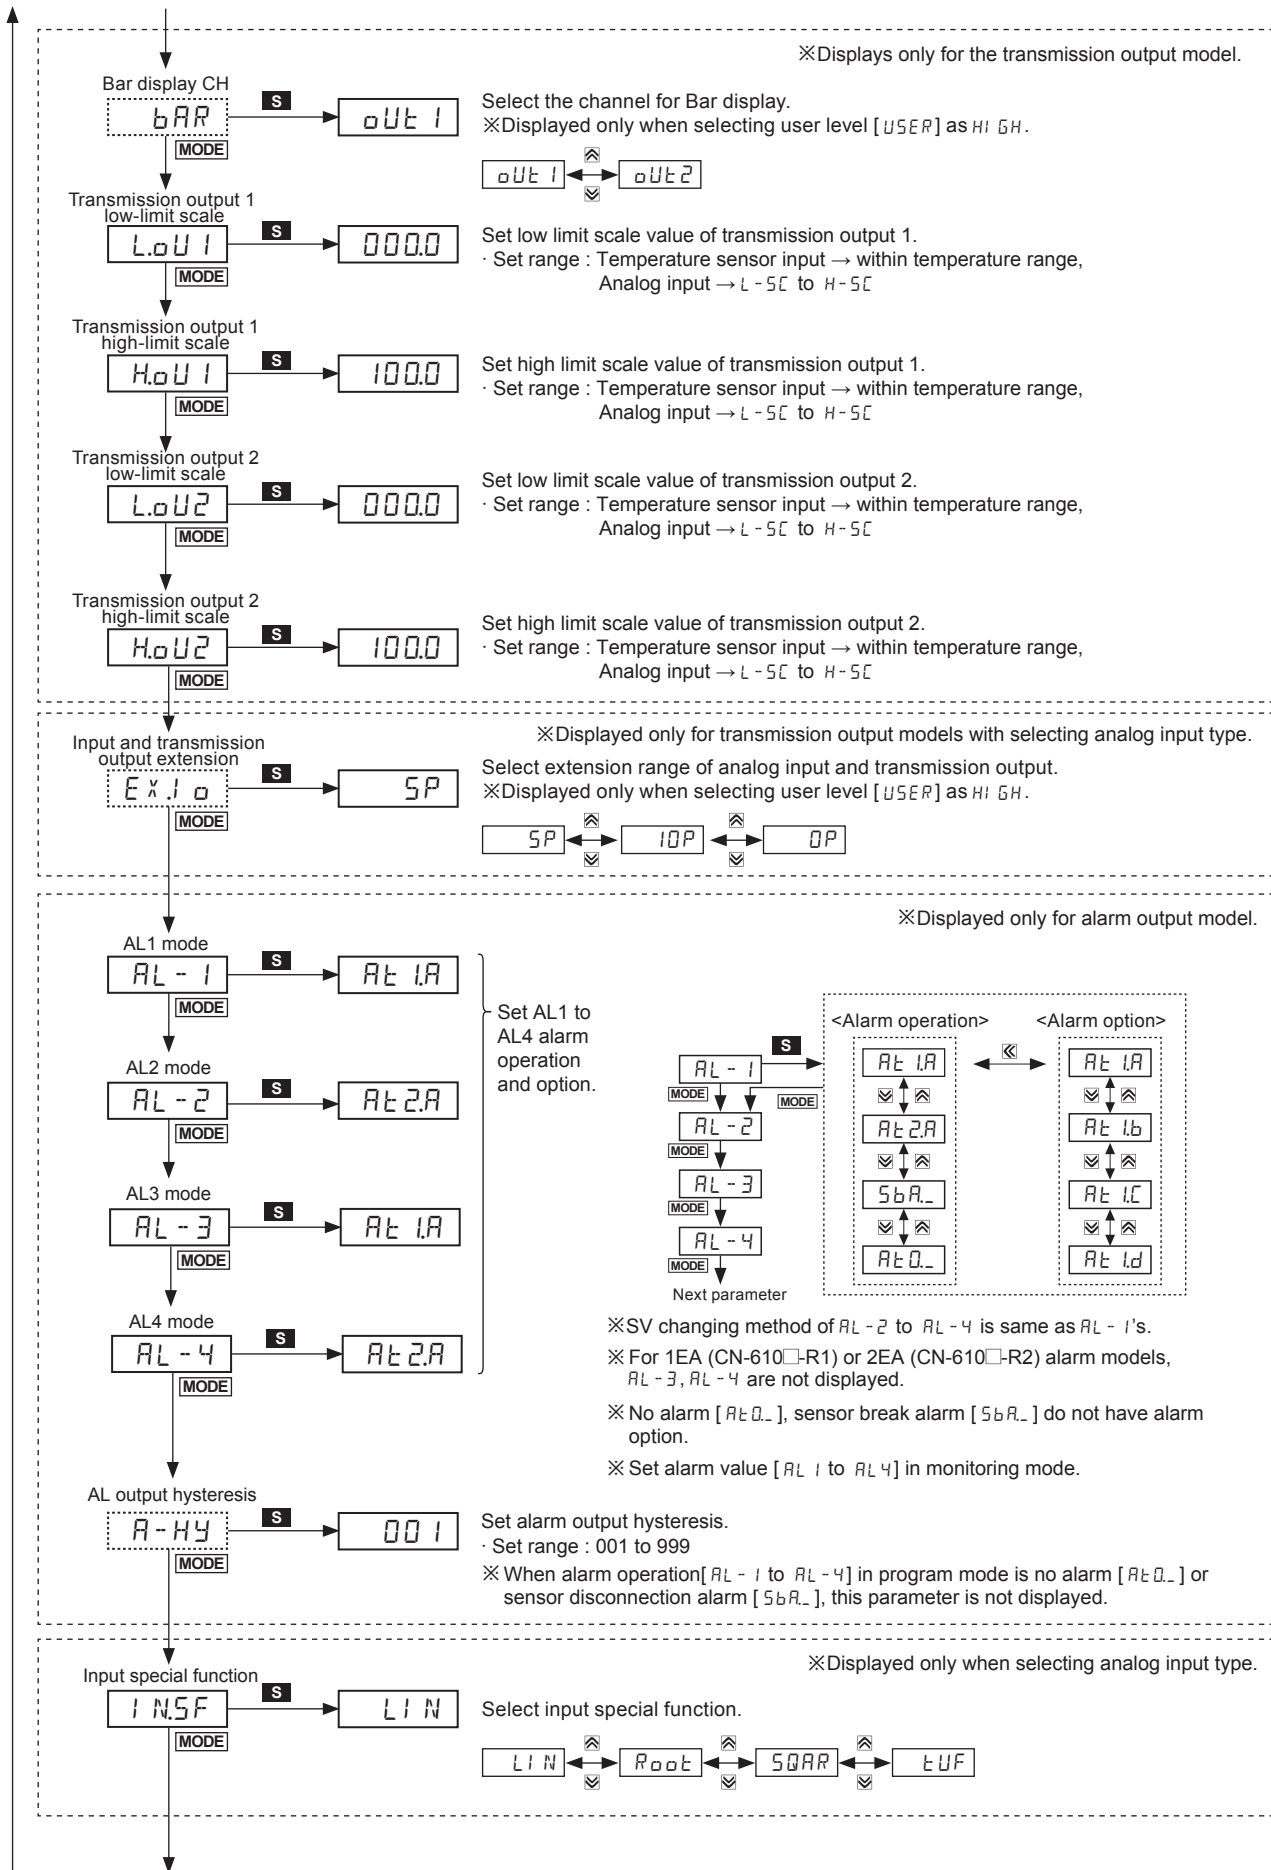 ※Displays only for the transmission output model.
Bar display CH
bAR
S
oUt1
MODE
Select the channel for Bar display.
※Displayed only when selecting user level [USER] as HIGH.
oUt1 oUt2
Transmission output 1
low-limit scale
L.oU1
S
000.0
MODE
Set low limit scale value of transmission output 1.
· Set range : Temperature sensor input → within temperature range,
Analog input → L-SC to H-SC
Transmission output 1
high-limit scale
H.oU1
S
100.0
MODE
Set high limit scale value of transmission output 1.
· Set range : Temperature sensor input → within temperature range,
Analog input → L-SC to H-SC
Transmission output 2
low-limit scale
L.oU2
S
000.0
MODE
Set low limit scale value of transmission output 2.
· Set range : Temperature sensor input → within temperature range,
Analog input → L-SC to H-SC
Transmission output 2
high-limit scale
H.oU2
S
100.0
MODE
Set high limit scale value of transmission output 2.
· Set range : Temperature sensor input → within temperature range,
Analog input → L-SC to H-SC
※Displayed only for transmission output models with selecting analog input type.
Input and transmission
output extension
EX.Io
S
5P
MODE
Select extension range of analog input and transmission output.
※Displayed only when selecting user level [USER] as HIGH.
5P 10P 0P
※Displayed only for alarm output model.
AL1 mode
AL-1
S
At1.A
MODE
AL2 mode
AL-2
S
At2.A
MODE
AL3 mode
AL-3
S
At1.A
MODE
AL4 mode
AL-4
S
At2.A
MODE
Set AL1 to
AL4 alarm
operation
and option.
<Alarm operation> <Alarm option>
AL-1
S
At1.A At1.A
MODE MODE
AL-2
At2.A At1.b
MODE
AL-3
SbA._ At1.C
MODE
AL-4
At0._ At1.d
MODE
Next parameter
※SV changing method of AL-2 to AL-4 is same as AL-1's.
※For 1EA (CN-610□-R1) or 2EA (CN-610□-R2) alarm models,
AL-3, AL-4 are not displayed.
※No alarm [At0._], sensor break alarm [SbA._] do not have alarm
option.
※Set alarm value [AL1 to AL4] in monitoring mode.
AL output hysteresis
A-HY
S
001
MODE
Set alarm output hysteresis.
· Set range : 001 to 999
※When alarm operation[AL-1 to AL-4] in program mode is no alarm [At0._] or
sensor disconnection alarm [SbA._], this parameter is not displayed.
※Displayed only when selecting analog input type.
Input special function
IN.SF
S
LIN
MODE
Select input special function.
LIN Root SQAR tUF